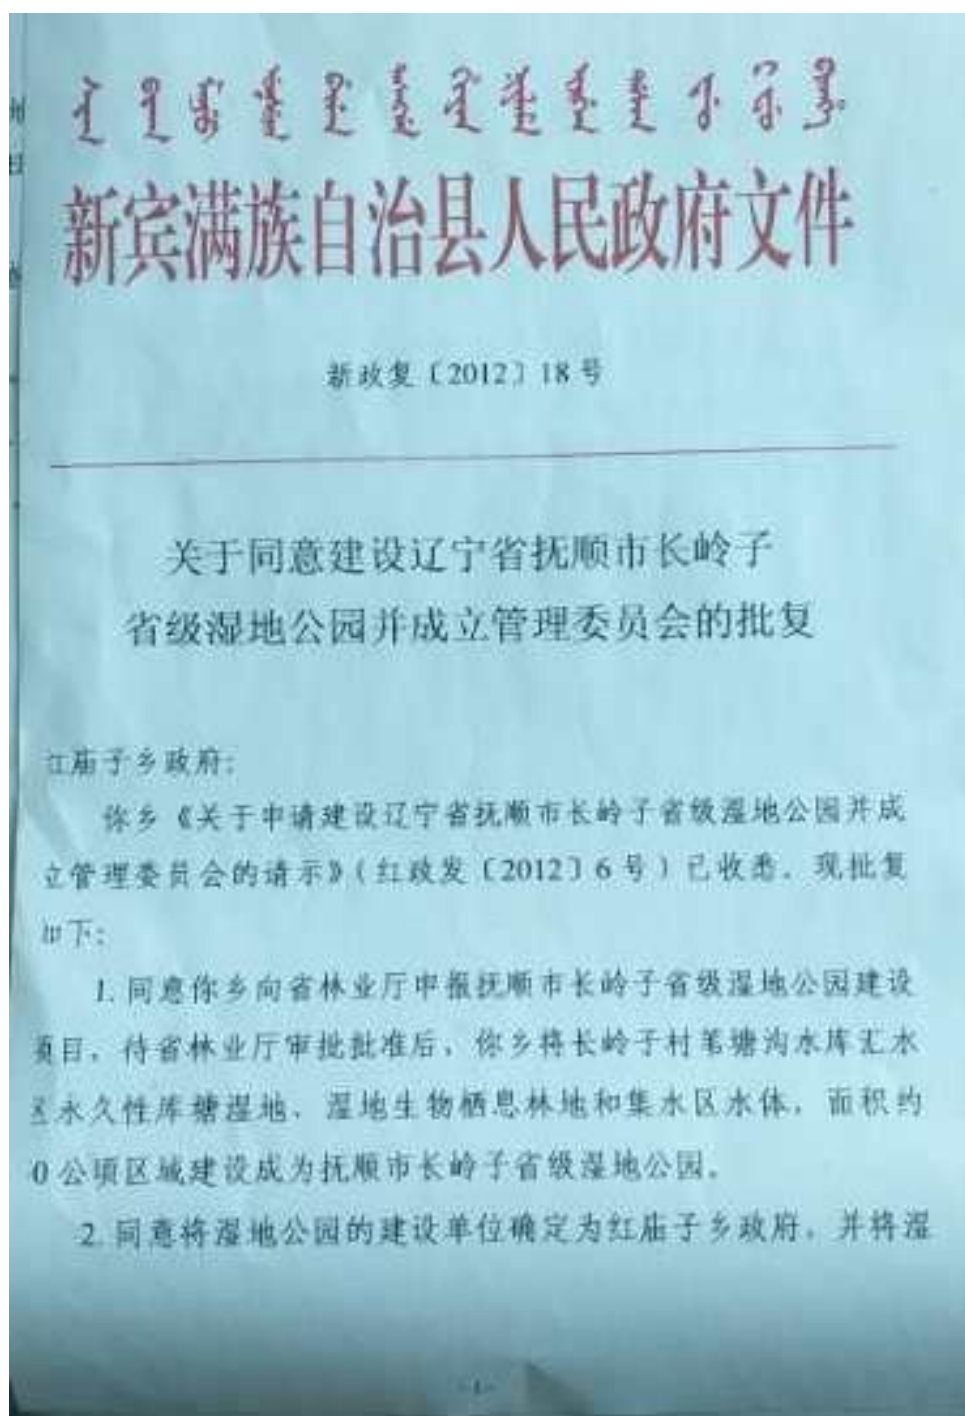 新宾满族自治县人民政府文件
新政复〔2012〕18号
关于同意建设辽宁省抚顺市长岭子
省级湿地公园并成立管理委员会的批复
红庙子乡政府：
你乡《关于申请建设辽宁省抚顺市长岭子省级湿地公园并成
立管理委员会的请示》（红政发〔2012〕6号）已收悉，现批复
如下：
1. 同意你乡向省林业厅申报抚顺市长岭子省级湿地公园建设
项目，待省林业厅审批批准后，你乡将长岭子村苇塘沟水库汇水
区永久性库塘湿地、湿地生物栖息林地和集水区水体，面积约
0公顷区域建设成为抚顺市长岭子省级湿地公园。
2. 同意将湿地公园的建设单位确定为红庙子乡政府，并将湿
-1-